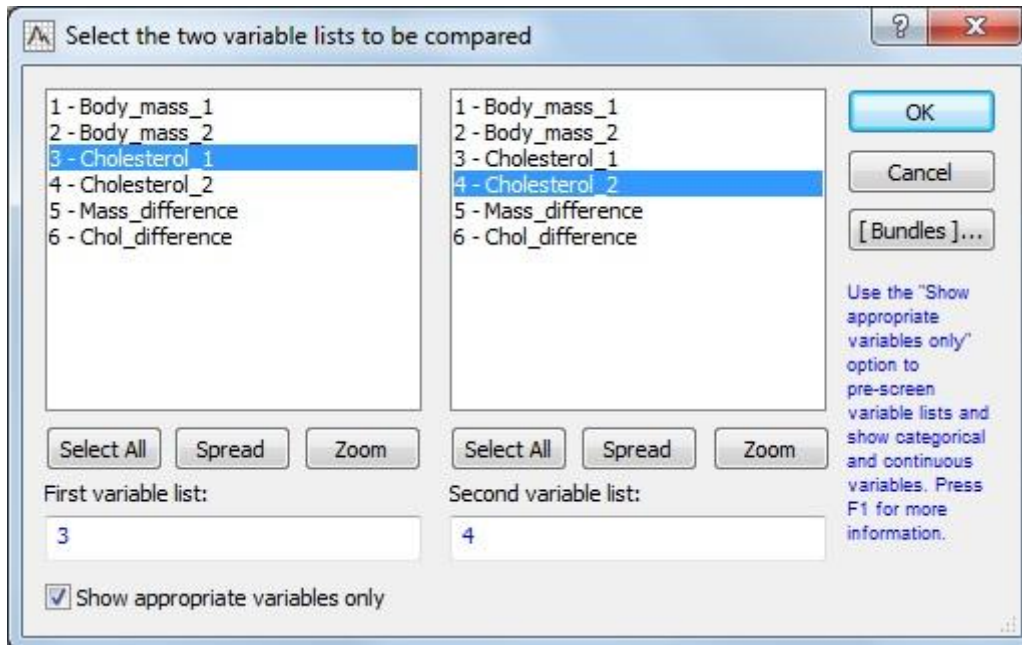 Select the two variable lists to be compared
1 - Body_mass_1
2 - Body_mass_2
3 - Cholesterol_1
4 - Cholesterol_2
5 - Mass_difference
6 - Chol_difference
1 - Body_mass_1
2 - Body_mass_2
3 - Cholesterol_1
4 - Cholesterol_2
5 - Mass_difference
6 - Chol_difference
OK
Cancel
[ Bundles ]...
Use the "Show
appropriate
variables only"
option to
pre-screen
variable lists and
show categorical
and continuous
variables. Press
F1 for more
information.
Select All Spread Zoom
Select All Spread Zoom
First variable list:
3
Second variable list:
4
Show appropriate variables only